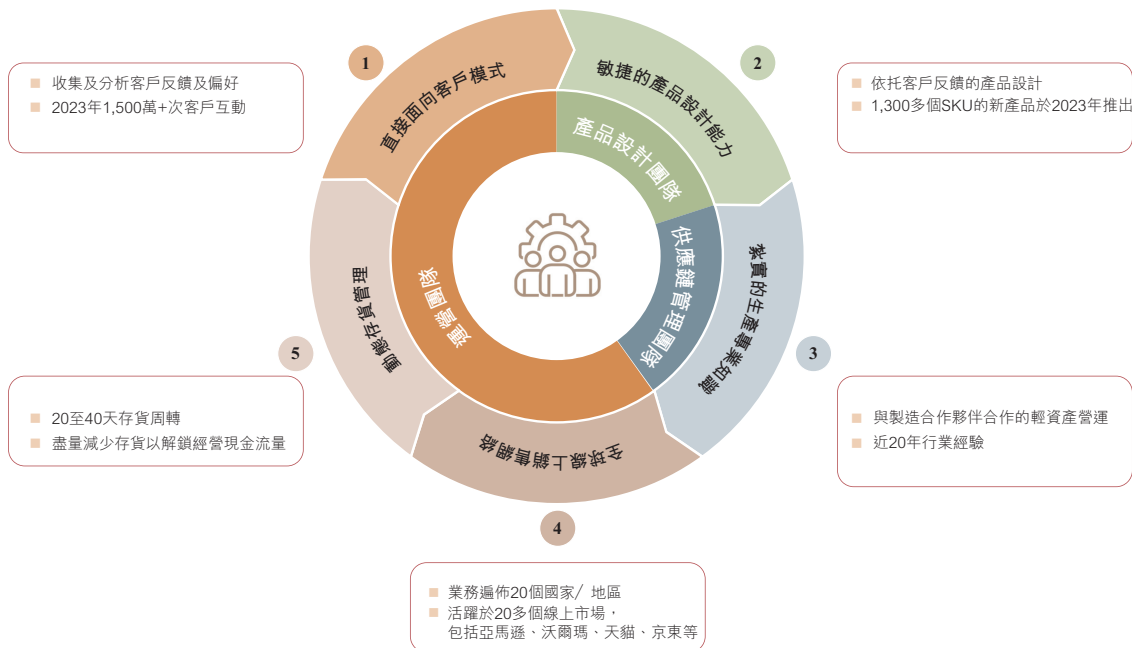 1
直接面向客戶模式
收集及分析客戶反饋及偏好
2023年1,500萬+次客戶互動
2
敏捷的產品設計能力
依托客戶反饋的產品設計
1,300多個SKU的新產品於2023年推出
產品設計團隊
供應鏈管理團隊
運營團隊
3
紮實的生產專業知識
與製造合作夥伴合作的輕資產營運
近20年行業經驗
4
全球線上銷售網絡
業務遍佈20個國家/ 地區
活躍於20多個線上市場,
包括亞馬遜、沃爾瑪、天貓、京東等
5
動態存貨管理
20至40天存貨周轉
盡量減少存貨以解鎖經營現金流量